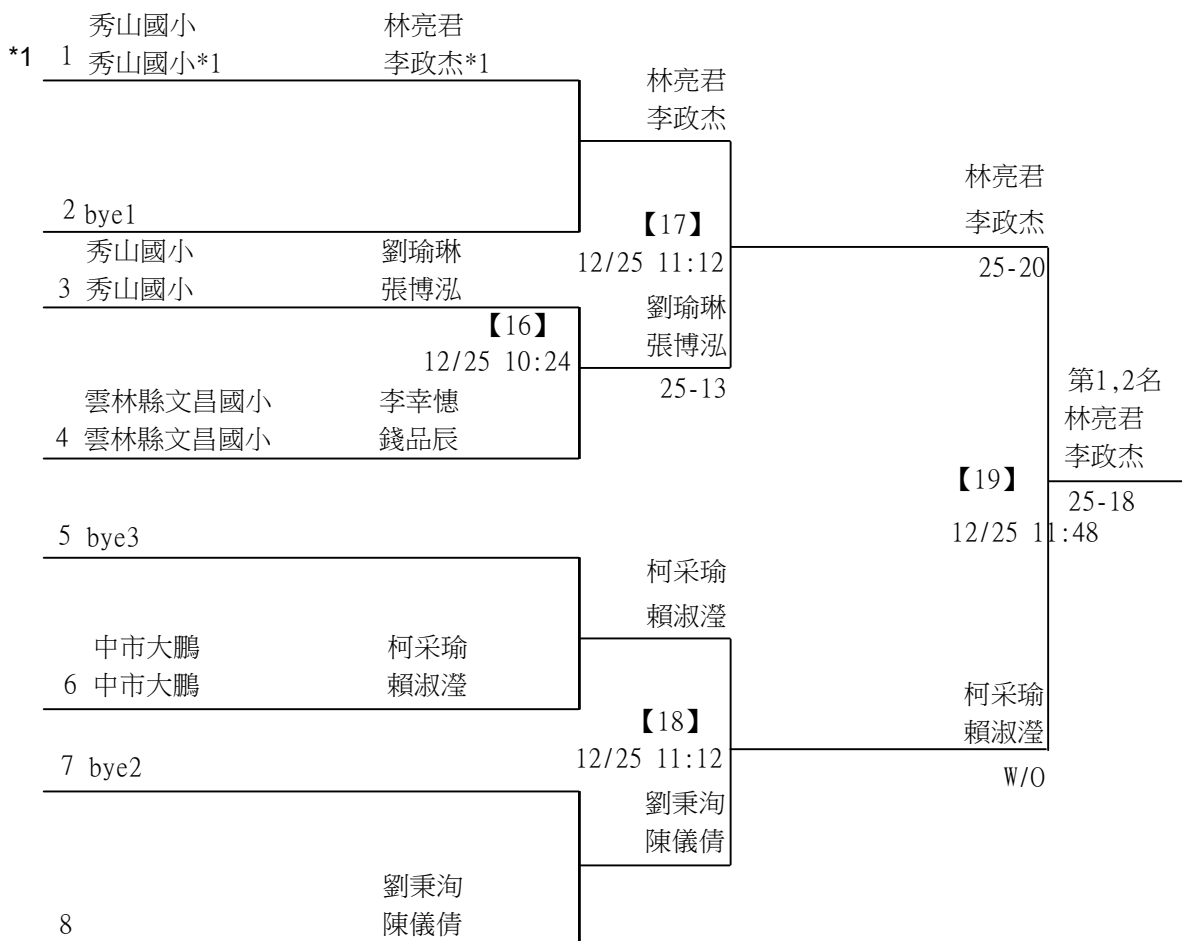 秀山國小 林亮君
*1 1 秀山國小*1 李政杰*1
林亮君
李政杰
林亮君
李政杰
25-20
2 bye1
【17】
12/25 11:12
秀山國小 劉瑜琳
3 秀山國小 張博泓
劉瑜琳
張博泓
25-13
【16】
12/25 10:24
雲林縣文昌國小 李幸憓
4 雲林縣文昌國小 錢品辰
第1,2名
林亮君
李政杰
25-18
【19】
12/25 11:48
5 bye3
柯采瑜
賴淑瀅
中市大鵬 柯采瑜
6 中市大鵬 賴淑瀅
柯采瑜
賴淑瀅
W/O
【18】
12/25 11:12
7 bye2
劉秉洵
陳儀倩
劉秉洵
8 陳儀倩